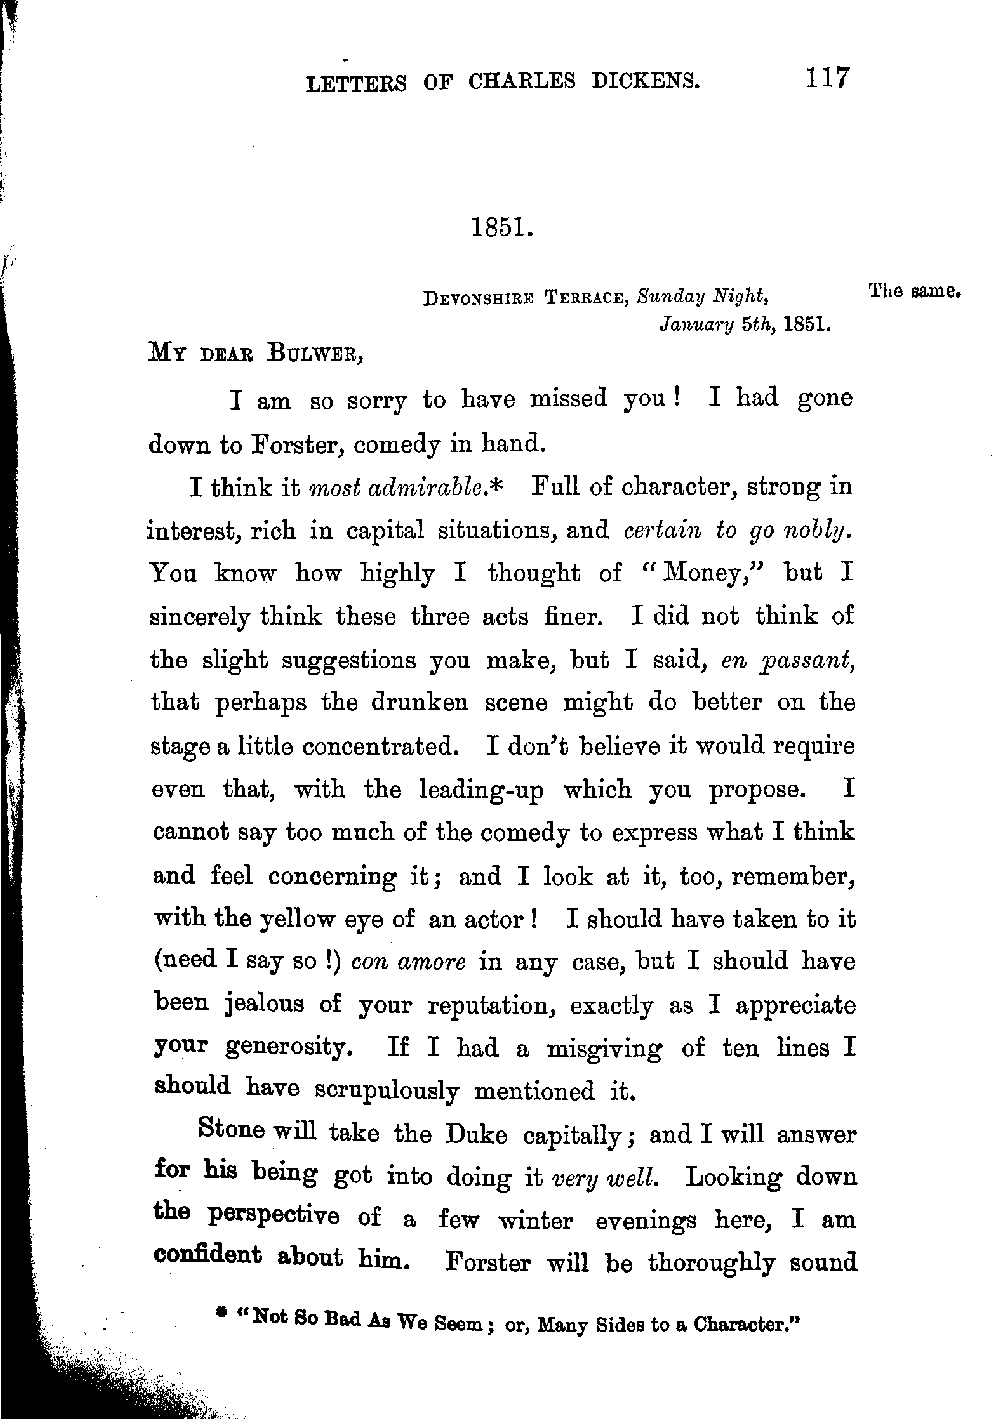 LETTERS OF CHARLES DICKENS. 117
1851.
DEVONSHIRE TERRACE, Sunday Night, The same.
January 5th, 1851.
MY DEAR BULWER,
I am so sorry to have missed you! I had gone
down to Forster, comedy in hand.
I think it most admirable.* Full of character, strong in
interest, rich in capital situations, and certain to go nobly.
You know how highly I thought of "Money," but I
sincerely think these three acts finer. I did not think of
the slight suggestions you make, but I said, en passant,
that perhaps the drunken scene might do better on the
stage a little concentrated. I don't believe it would require
even that, with the leading-up which you propose. I
cannot say too much of the comedy to express what I think
and feel concerning it; and I look at it, too, remember,
with the yellow eye of an actor! I should have taken to it
(need I say so!) con amore in any case, but I should have
been jealous of your reputation, exactly as I appreciate
your generosity. If I had a misgiving of ten lines I
should have scrupulously mentioned it.
Stone will take the Duke capitally; and I will answer
for his being got into doing it very well. Looking down
the perspective of a few winter evenings here, I am
confident about him. Forster will be thoroughly sound
* "Not So Bad As We Seem; or, Many Sides to a Character."